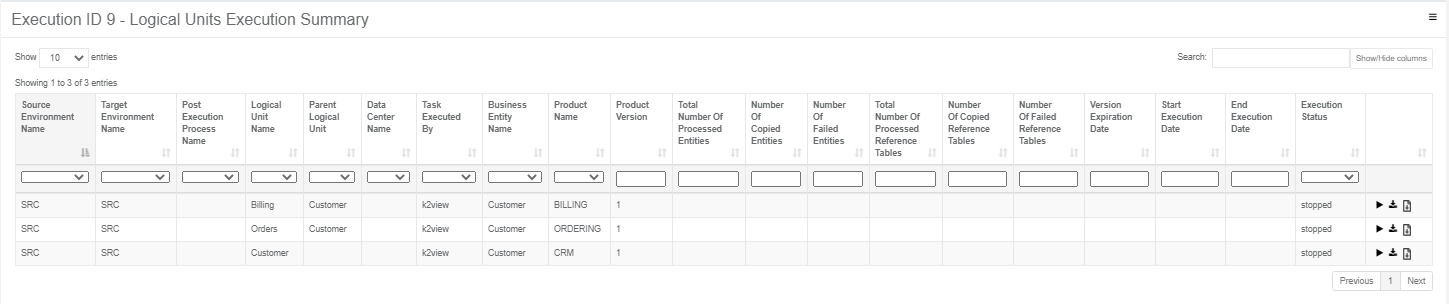 Execution ID 9 - Logical Units Execution Summary
Show 10 entries
Search:
Show/Hide columns
Showing 1 to 3 of 3 entries
Source Environment Name
Target Environment Name
Post Execution Process Name
Logical Unit Name
Parent Logical Unit
Data Center Name
Task Executed By
Business Entity Name
Product Name
Product Version
Total Number Of Processed Entities
Number Of Copied Entities
Number Of Failed Entities
Total Number Of Processed Reference Tables
Number Of Copied Reference Tables
Number Of Failed Reference Tables
Version Expiration Date
Start Execution Date
End Execution Date
Execution Status
SRC SRC Billing Customer k2view Customer BILLING 1 stopped
SRC SRC Orders Customer k2view Customer ORDERING 1 stopped
SRC SRC Customer k2view Customer CRM 1 stopped
Previous 1 Next